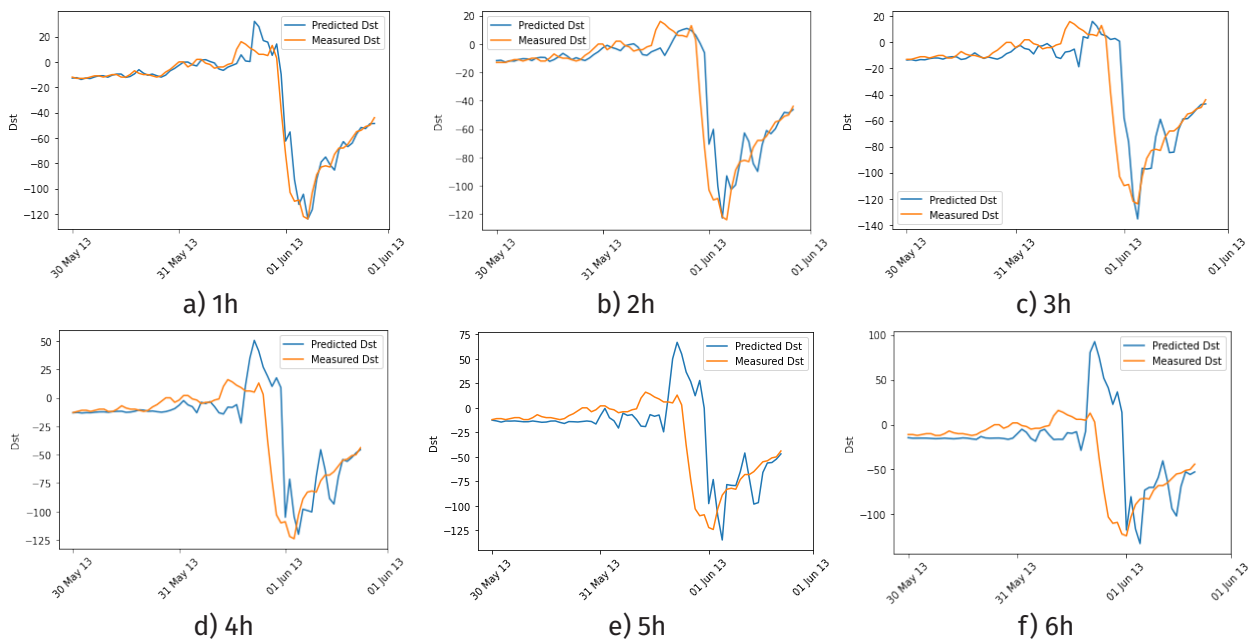 20
0
−20
−40
−60
−80
−100
−120
Dst
Predicted Dst
Measured Dst
30 May 13
31 May 13
01 Jun 13
01 Jun 13
a) 1h
20
0
−20
−40
−60
−80
−100
−120
Dst
Predicted Dst
Measured Dst
30 May 13
31 May 13
01 Jun 13
01 Jun 13
b) 2h
20
0
−20
−40
−60
−80
−100
−120
−140
Dst
Predicted Dst
Measured Dst
30 May 13
31 May 13
01 Jun 13
01 Jun 13
c) 3h
50
25
0
−25
−50
−75
−100
−125
Dst
Predicted Dst
Measured Dst
30 May 13
31 May 13
01 Jun 13
01 Jun 13
d) 4h
75
50
25
0
−25
−50
−75
−100
−125
Dst
Predicted Dst
Measured Dst
30 May 13
31 May 13
01 Jun 13
01 Jun 13
e) 5h
100
50
0
−50
−100
Dst
Predicted Dst
Measured Dst
30 May 13
31 May 13
01 Jun 13
01 Jun 13
f) 6h